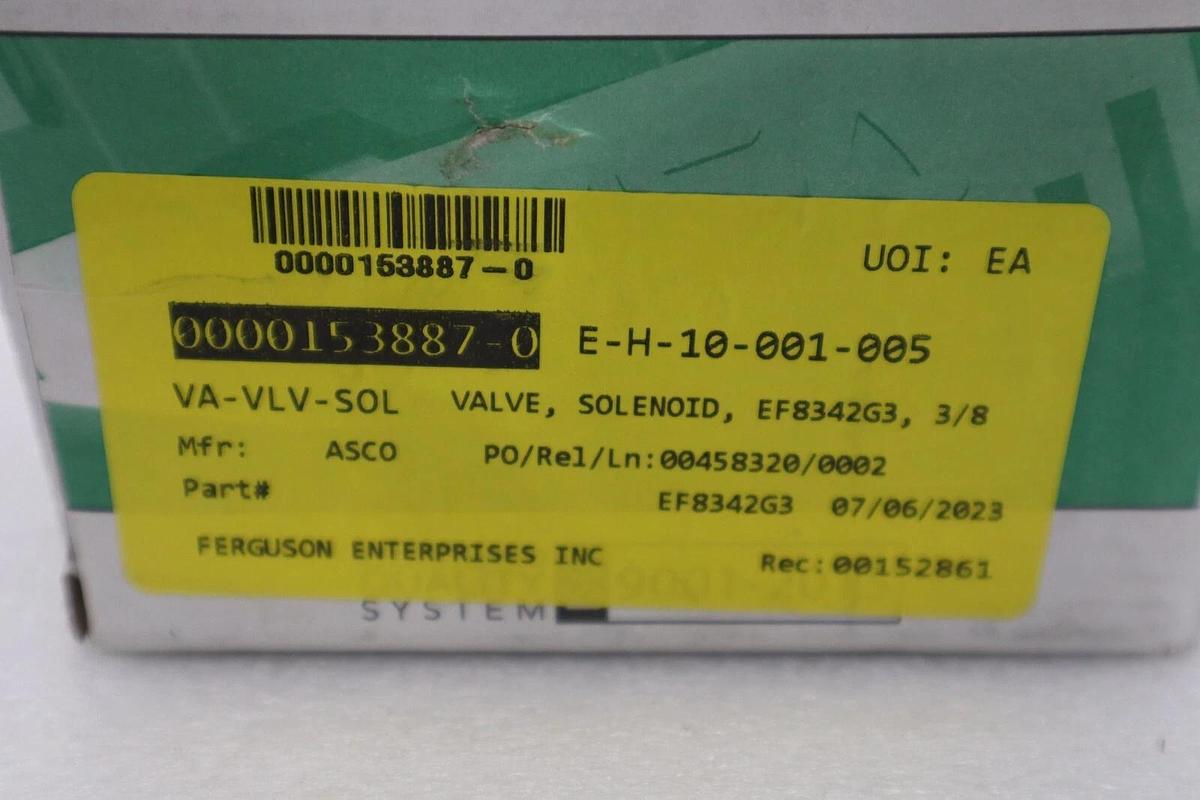 0000153887-0
UOI: EA
0000153887-0 E-H-10-001-005
VA-VLV-SOL VALVE, SOLENOID, EF8342G3, 3/8
Mfr: ASCO PO/Rel/Ln:00458320/0002
Part# EF8342G3 07/06/2023
FERGUSON ENTERPRISES INC Rec:00152861
QUALITY
SYSTEM